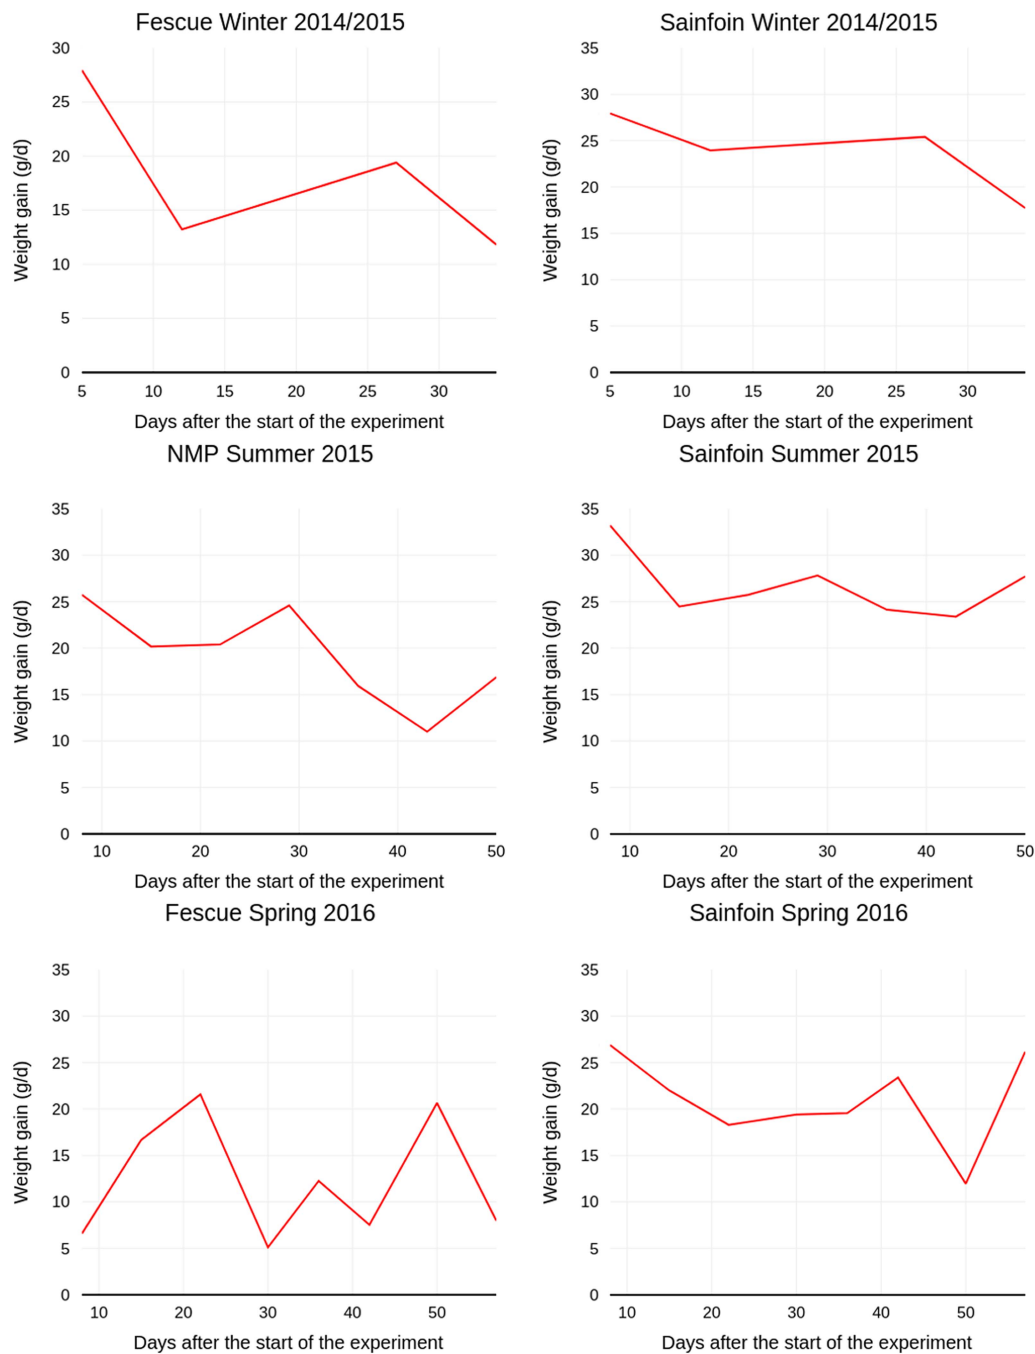 Fescue Winter 2014/2015
Weight gain (g/d)
30
25
20
15
10
5
0
5 10 15 20 25 30
Days after the start of the experiment
Sainfoin Winter 2014/2015
Weight gain (g/d)
35
30
25
20
15
10
5
0
5 10 15 20 25 30
Days after the start of the experiment
NMP Summer 2015
Weight gain (g/d)
35
30
25
20
15
10
5
0
10 20 30 40 50
Days after the start of the experiment
Sainfoin Summer 2015
Weight gain (g/d)
35
30
25
20
15
10
5
0
10 20 30 40 50
Days after the start of the experiment
Fescue Spring 2016
Weight gain (g/d)
35
30
25
20
15
10
5
0
10 20 30 40 50
Days after the start of the experiment
Sainfoin Spring 2016
Weight gain (g/d)
35
30
25
20
15
10
5
0
10 20 30 40 50
Days after the start of the experiment